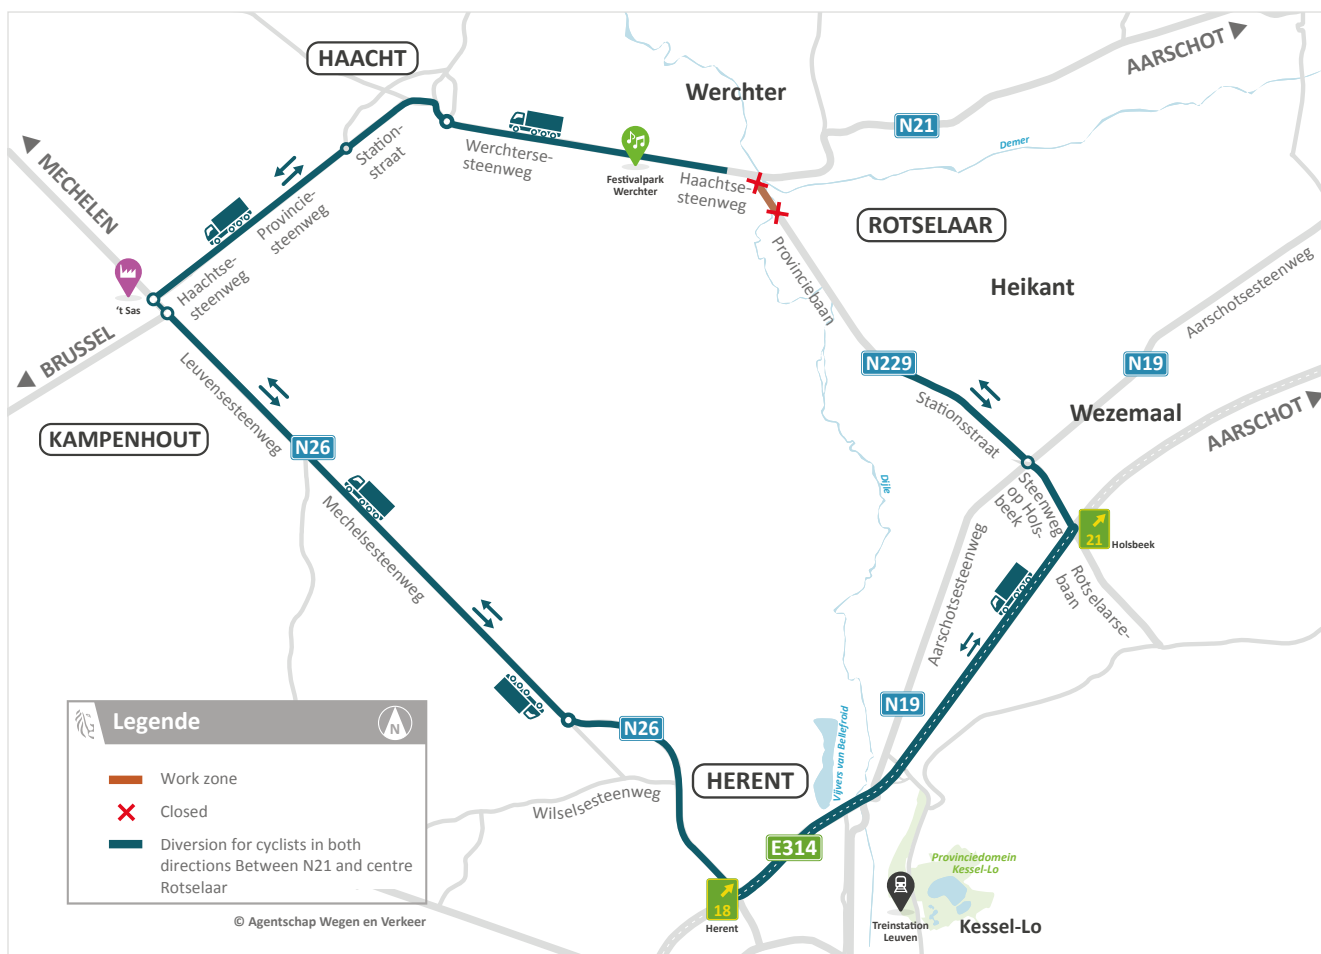 HAACHT
Werchter
AARSCHOT
N21
Demer
MECHELEN
Station-
straat
Werchterse-
steenweg
Festivalpark
Werchter
Haachtse-
steenweg
Provincie-
steenweg
ROTSELAAR
Haachtse-
steenweg
't Sas
Provinciebaan
Heikant
Aarschotsesteenweg
BRUSSEL
Leuvensesteenweg
N229
N19
Stationsstraat
Wezemaal
AARSCHOT
KAMPENHOUT
N26
Mechelsesteenweg
Dijle
Steenweg
op Hols-
beek
21
Holsbeek
Rotselaarse-
baan
Aarschotsesteenweg
N19
N26
Vijvers van Bellefroid
HERENT
Wilselsesteenweg
E314
Provinciedomein
Kessel-Lo
18
Herent
Treinstation
Leuven
Kessel-Lo
Legende
N
Work zone
Closed
Diversion for cyclists in both
directions Between N21 and centre
Rotselaar
© Agentschap Wegen en Verkeer